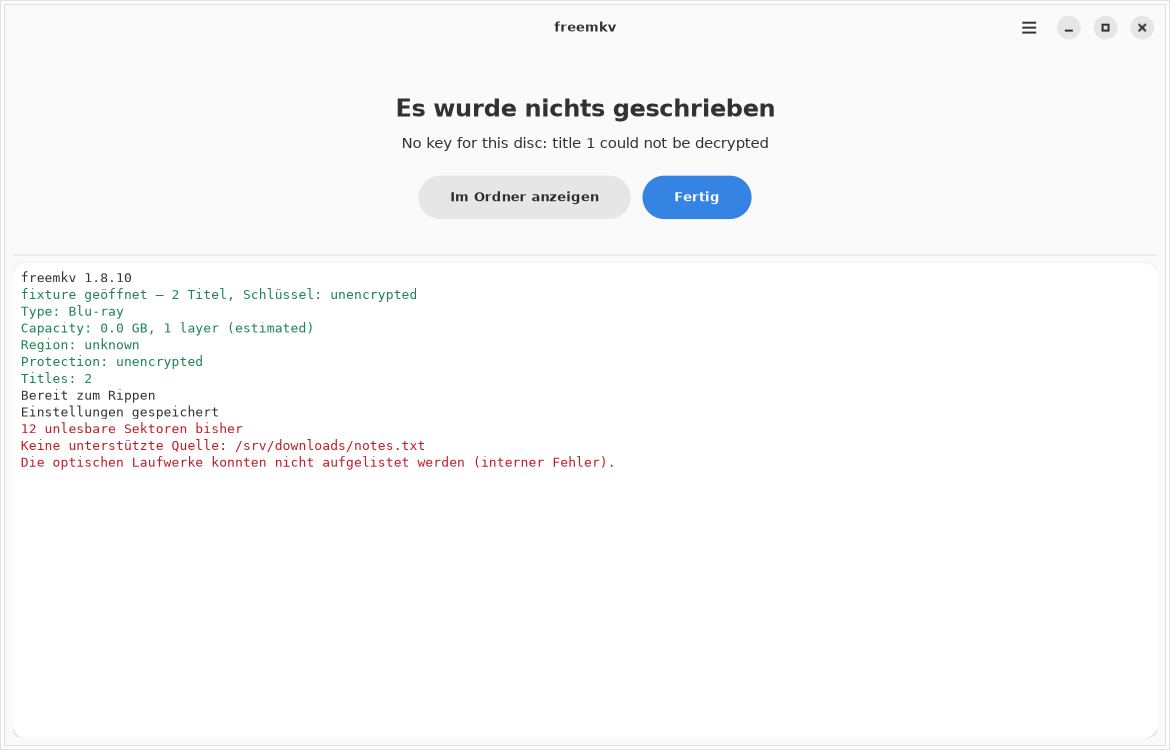 freemkv
Es wurde nichts geschrieben
No key for this disc: title 1 could not be decrypted
Im Ordner anzeigen
Fertig
freemkv 1.8.10
fixture geöffnet — 2 Titel, Schlüssel: unencrypted
Type: Blu-ray
Capacity: 0.0 GB, 1 layer (estimated)
Region: unknown
Protection: unencrypted
Titles: 2
Bereit zum Rippen
Einstellungen gespeichert
12 unlesbare Sektoren bisher
Keine unterstützte Quelle: /srv/downloads/notes.txt
Die optischen Laufwerke konnten nicht aufgelistet werden (interner Fehler).